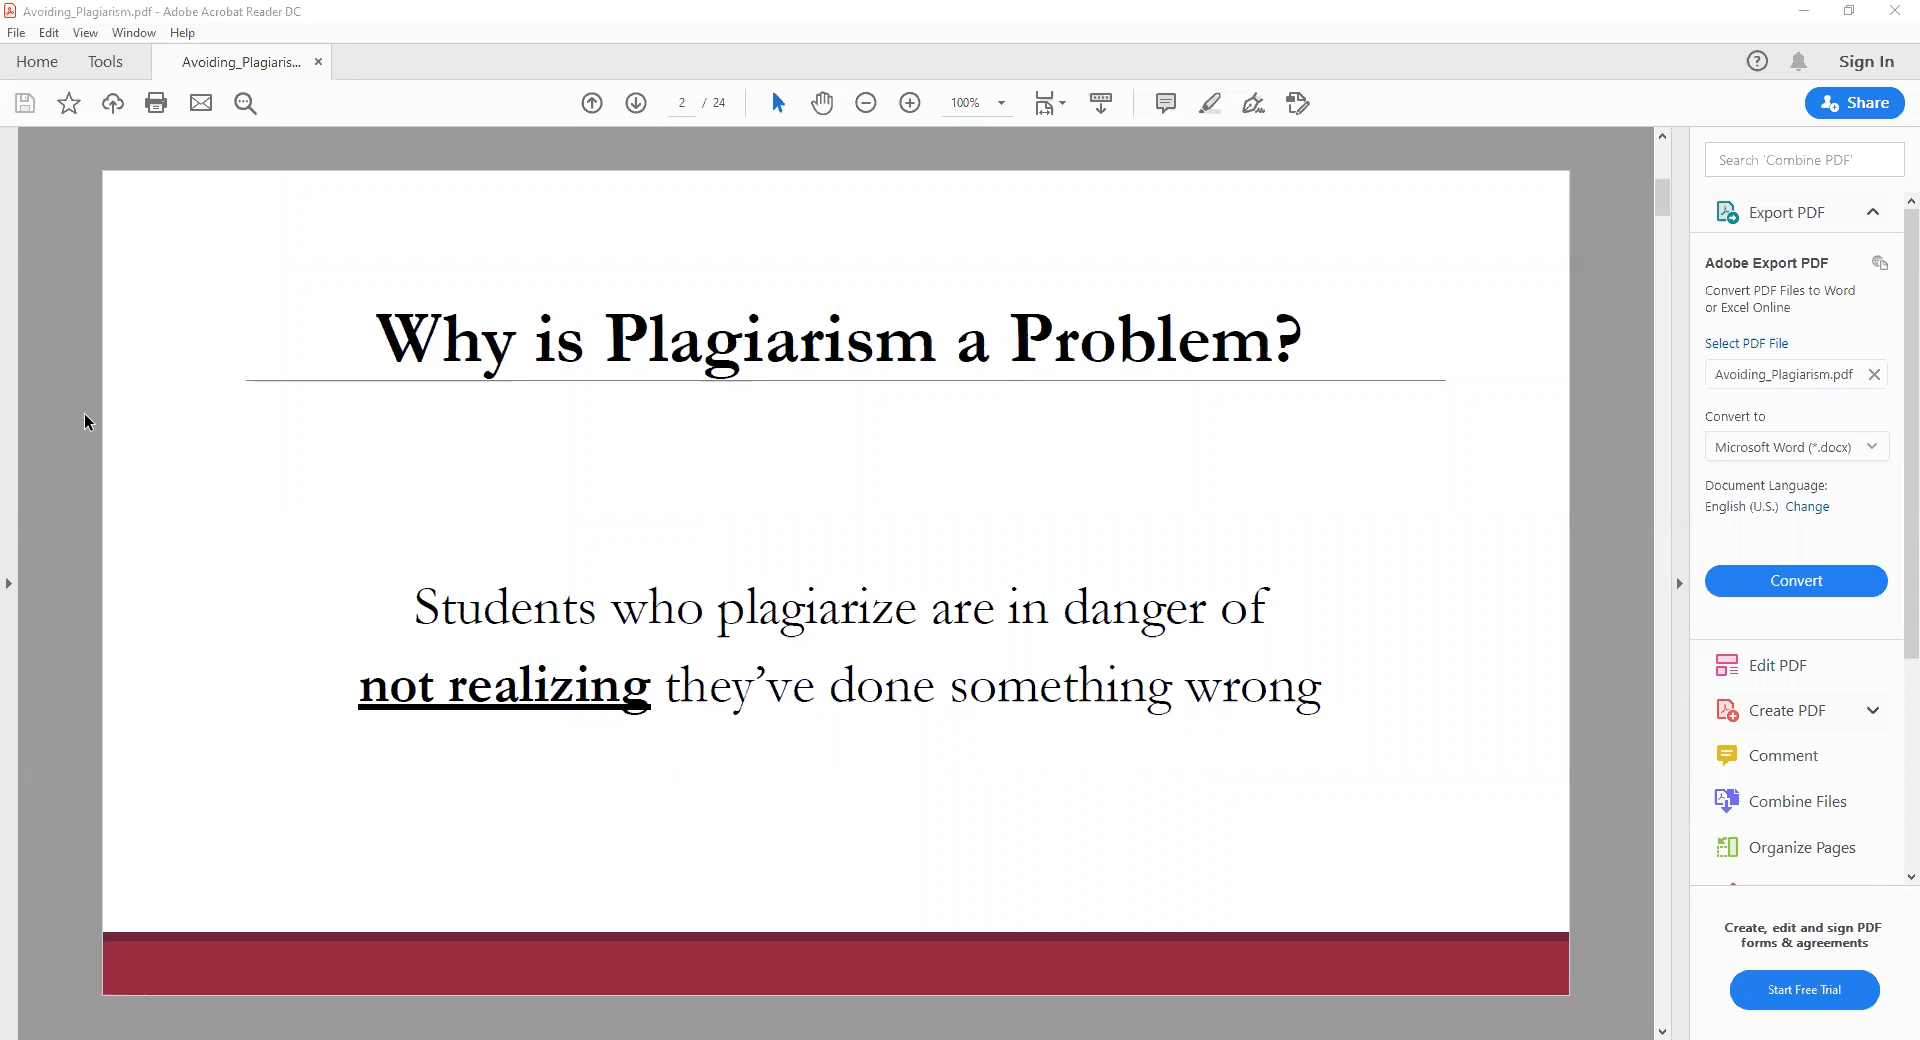 Avoiding_Plagiarism.pdf - Adobe Acrobat Reader DC
File Edit View Window Help
Home Tools Avoiding_Plagiaris... × Sign In
2 / 24 100% Share
Search 'Combine PDF'
Export PDF
Adobe Export PDF
Convert PDF Files to Word
or Excel Online
Select PDF File
Avoiding_Plagiarism.pdf
Convert to
Microsoft Word (*.docx)
Document Language:
English (U.S.) Change
Convert
Edit PDF
Create PDF
Comment
Combine Files
Organize Pages
Create, edit and sign PDF
forms & agreements
Start Free Trial
Why is Plagiarism a Problem?
Students who plagiarize are in danger of
not realizing they’ve done something wrong